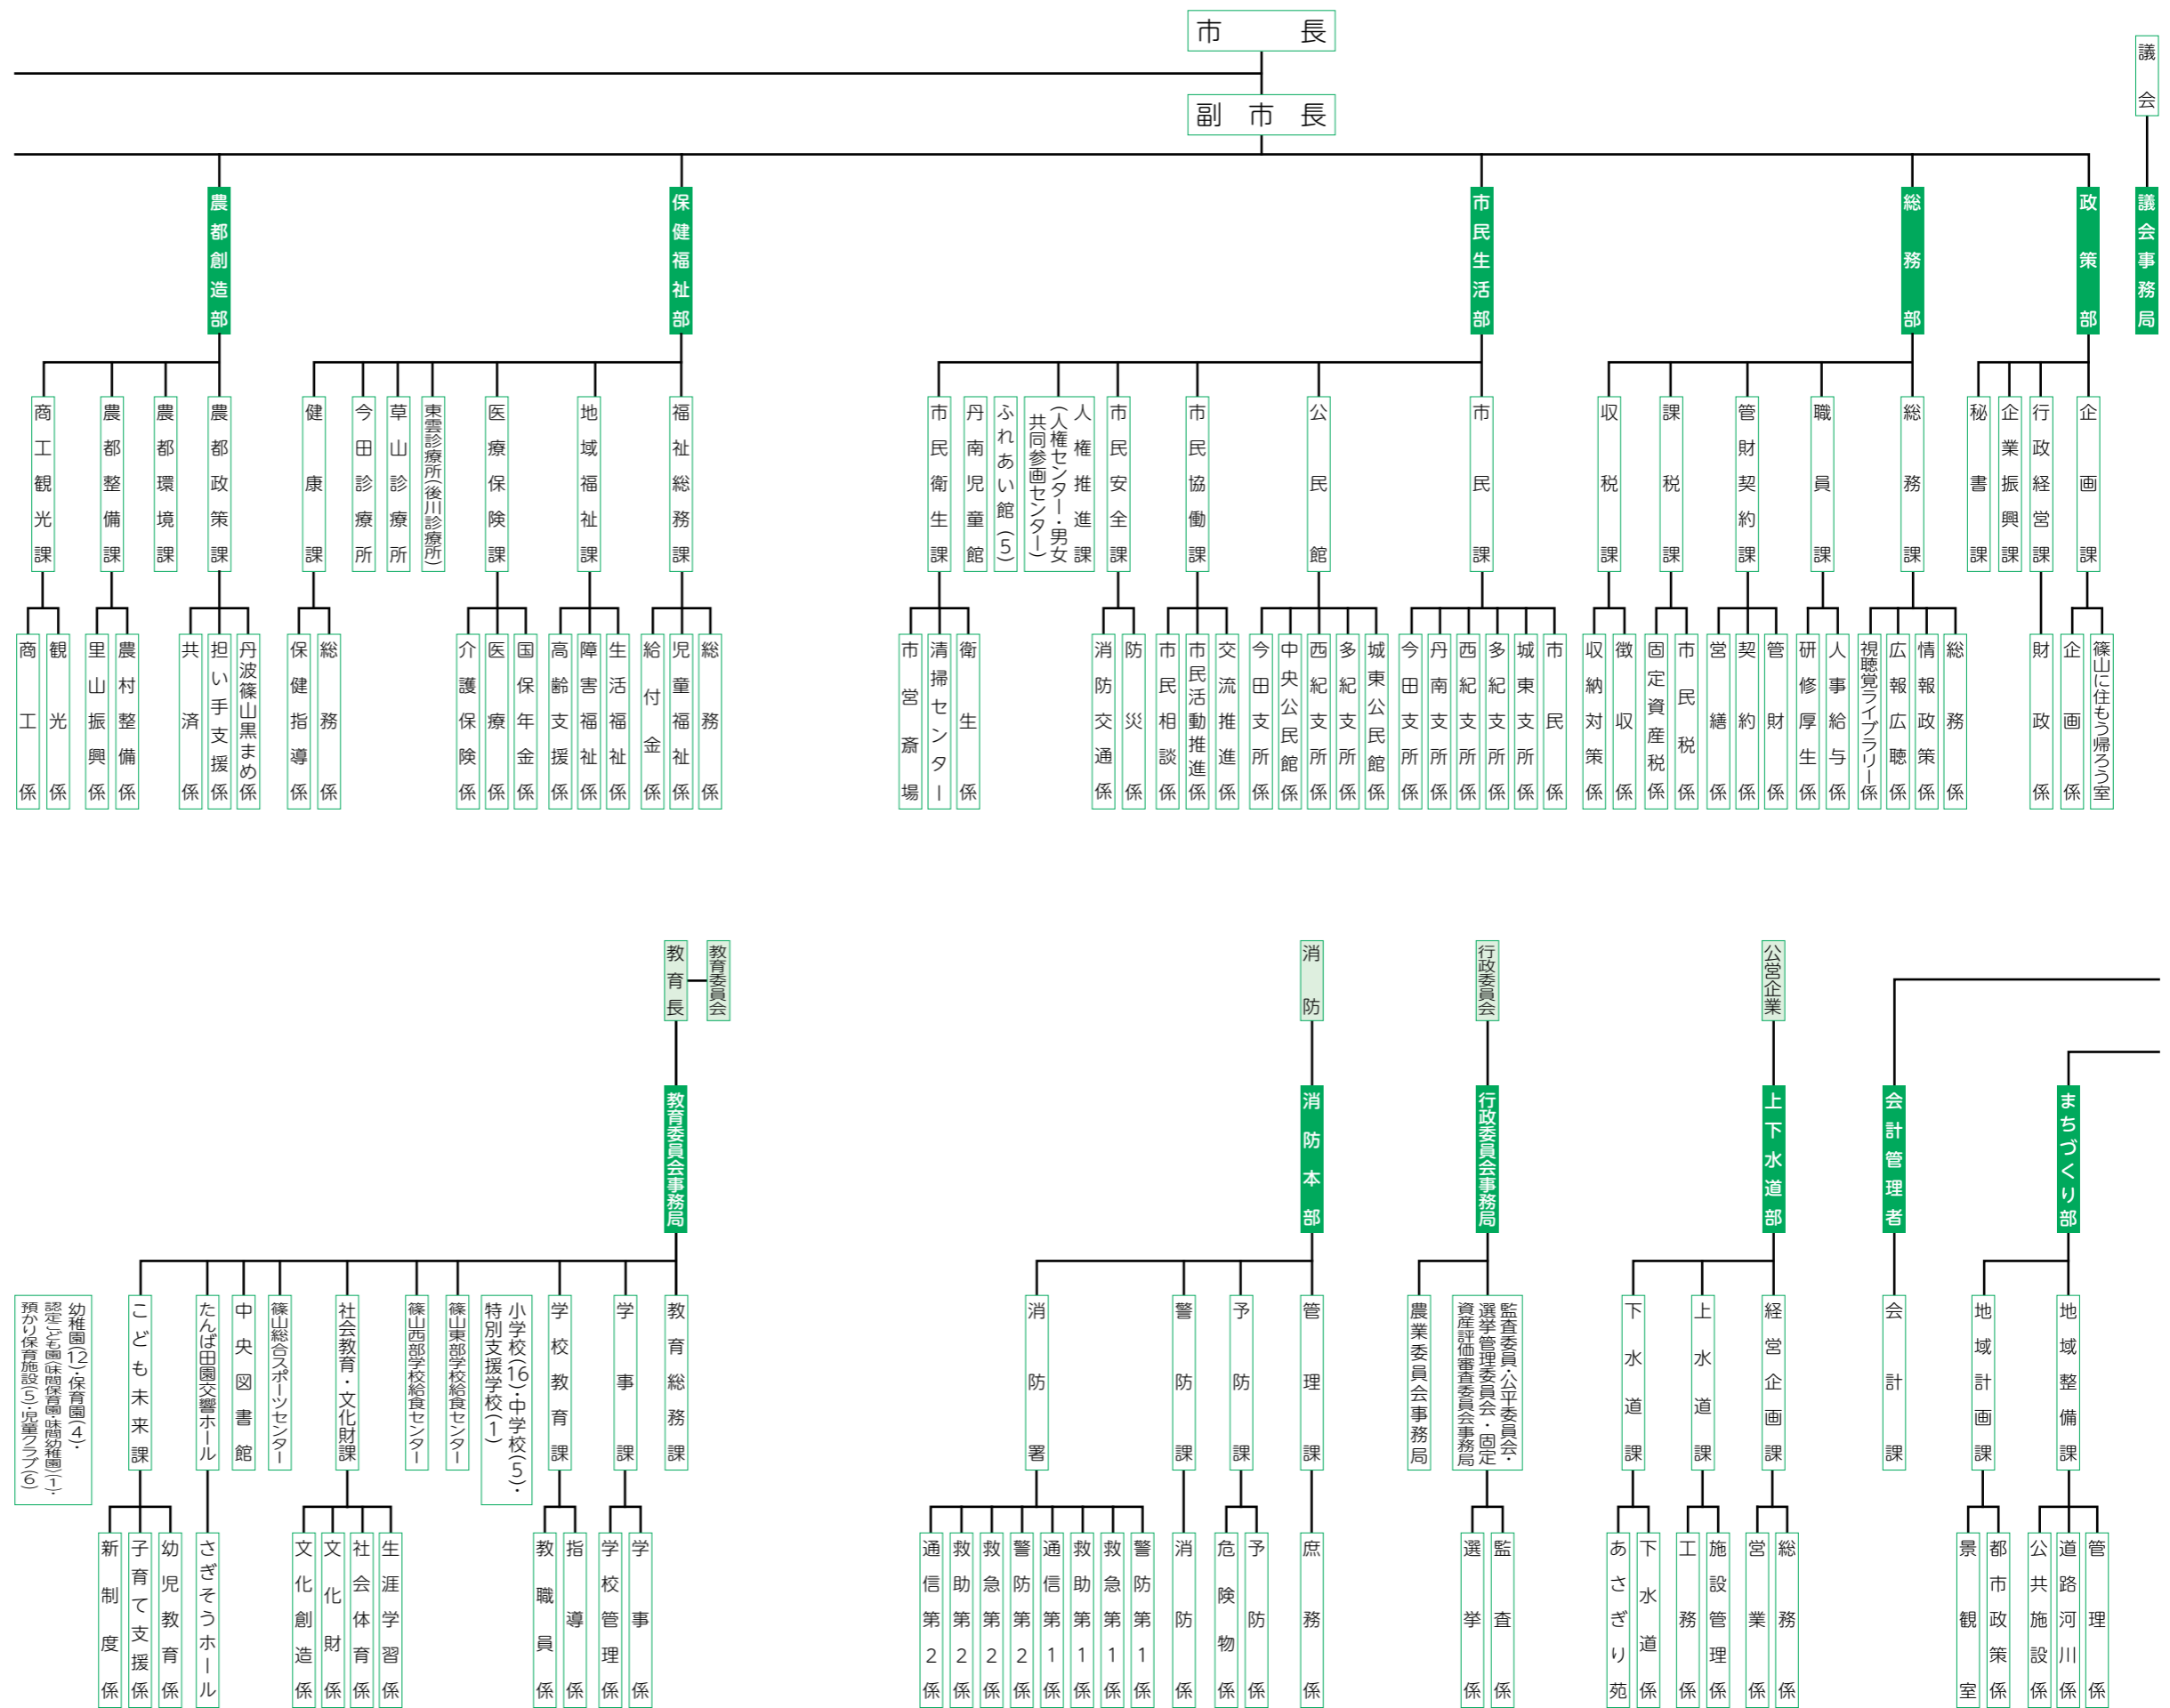 市長
副市長
議会
議会事務局
政策部
総務部
市民生活部
保健福祉部
農都創造部
企画課
行政経営課
企業振興課
秘書課
総務課
職員課
管財契約課
課税課
収税課
市民課
公民館
市民協働課
市民安全課
人権推進課
(人権センター・男女
共同参画センター)
ふれあい館(5)
丹南児童館
市民衛生課
福祉総務課
地域福祉課
医療保険課
東雲診療所(後川診療所)
草山診療所
今田診療所
健康課
農都政策課
農都環境課
農都整備課
商工観光課
篠山に住もう帰ろう室
企画係
財政係
総務係
情報政策係
広報広聴係
視聴覚ライブラリー係
人事給与係
研修厚生係
管財係
契約係
営繕係
市民税係
固定資産税係
徴収係
収納対策係
市民係
城東支所
多紀支所
西紀支所
丹南支所
今田支所
城東公民館係
多紀支所係
西紀支所係
中央公民館係
今田支所係
交流推進係
市民活動推進係
市民相談係
防災係
消防交通係
衛生係
清掃センター
市営斎場
総務係
児童福祉係
給付金係
生活福祉係
障害福祉係
高齢支援係
国保年金係
医療係
介護保険係
総務係
保健指導係
丹波篠山黒まめ係
担い手支援係
共済係
農村整備係
里山振興係
観光係
商工係
まちづくり部
会計管理者
公営企業
上下水道部
行政委員会
行政委員会事務局
消防
消防本部
教育委員会
教育長
教育委員会事務局
地域整備課
地域計画課
会計課
経営企画課
上水道課
下水道課
監査委員・公平委員会・
選挙管理委員会・固定
資産評価審査委員会事務局
農業委員会事務局
管理課
予防課
警防課
消防署
教育総務課
学事課
学校教育課
小学校(16)・中学校(5)・
特別支援学校(1)
篠山東部学校給食センター
篠山西部学校給食センター
社会教育・文化財課
篠山総合スポーツセンター
中央図書館
たんば田園交響ホール
こども未来課
幼稚園(12)・保育園(4)・
認定こども園(味間保育園・味間幼稚園)(1)・
預かり保育施設(5)・児童クラブ(6)
管理係
道路河川係
公共施設係
都市政策係
景観室
総務係
営業係
施設管理係
工務係
下水道係
あさぎり苑
監査係
選挙係
庶務係
予防係
危険物係
消防係
警防第1係
救急第1係
救助第1係
通信第1係
警防第2係
救急第2係
救助第2係
通信第2係
学事係
学校管理係
指導係
教職員係
生涯学習係
社会体育係
文化財係
文化創造係
さぎそうホール
幼児教育係
子育て支援係
新制度係